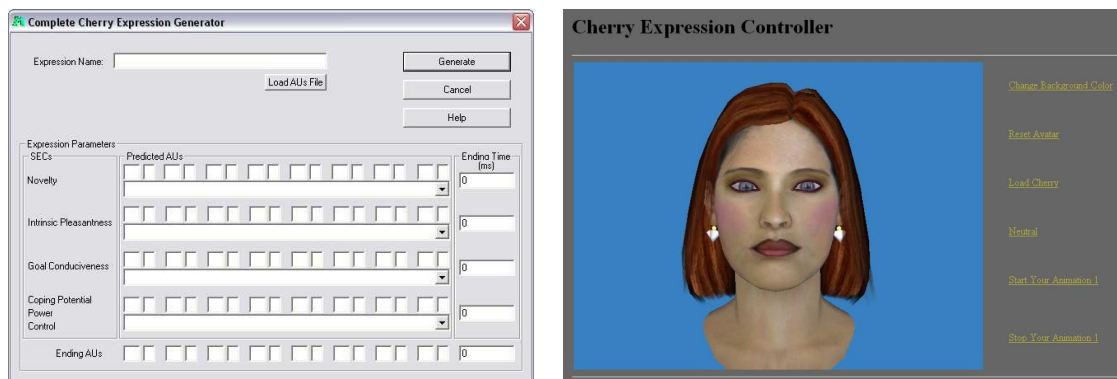 Complete Cherry Expression Generator
Expression Name:
Load AUs File
Generate
Cancel
Help
Expression Parameters
SECs
Predicted AUs
Ending Time
(ms)
Novelty
0
Intrinsic Pleasantness
0
Goal Conduciveness
0
Coping Potential
Power
Control
0
Ending AUs
0
Cherry Expression Controller
Change Background Color
Reset Avatar
Load Cherry
Neutral
Start Your Animation 1
Stop Your Animation 1